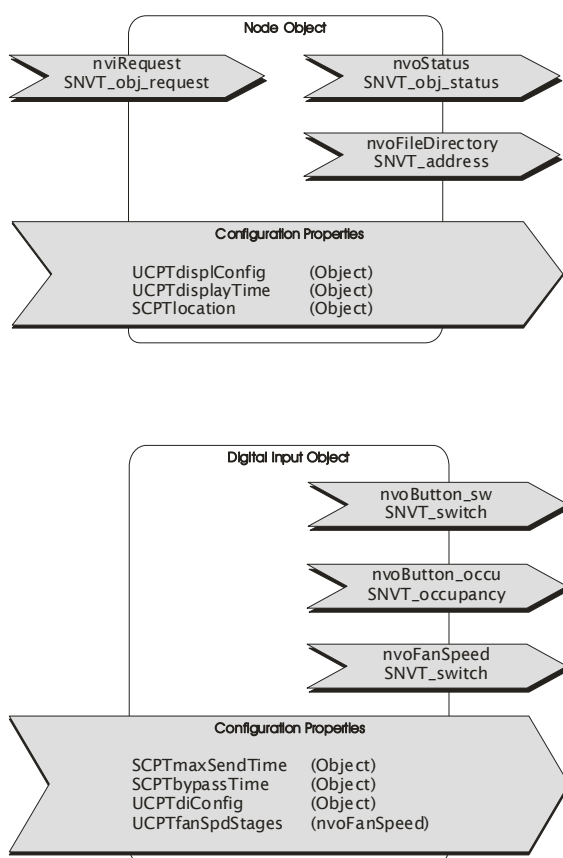 Node Object
nviRequest
SNVT_obj_request
nvoStatus
SNVT_obj_status
nvoFileDirectory
SNVT_address
Configuration Properties
UCPTdisplConfig (Object)
UCPTdisplayTime (Object)
SCPTlocation (Object)
Digital Input Object
nvoButton_sw
SNVT_switch
nvoButton_occu
SNVT_occupancy
nvoFanSpeed
SNVT_switch
Configuration Properties
SCPTmaxSendTime (Object)
SCPTbypassTime (Object)
UCPTdiConfig (Object)
UCPTfanSpdStages (nvoFanSpeed)